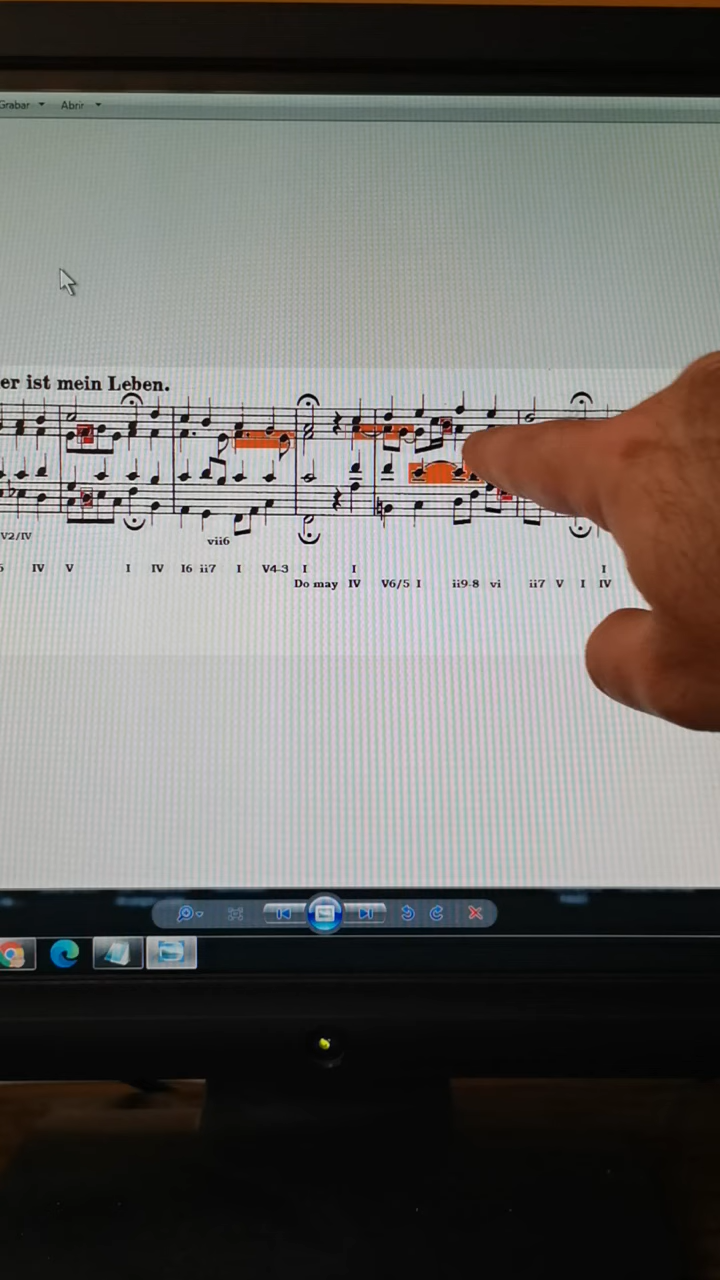 Grabar Abrir
er ist mein Leben.
V2/IV vii6
IV V I IV I6 ii7 I V4-3 I I I
Do may IV V6/5 I ii9-8 vi ii7 V I IV